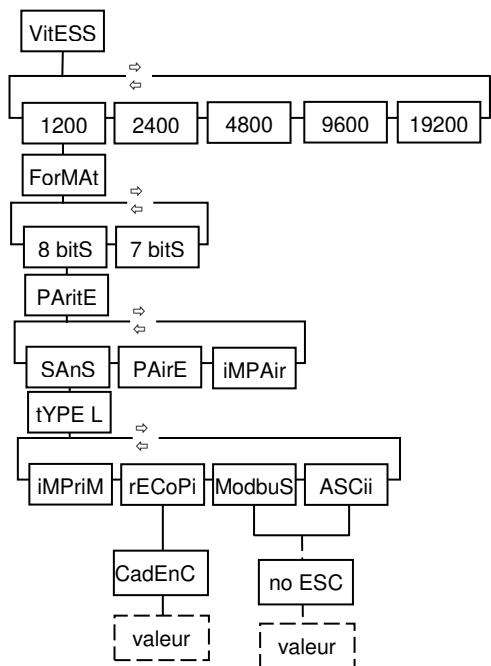 VitESS
1200 2400 4800 9600 19200
ForMAt
8 bitS 7 bitS
PAritE
SAnS PAirE iMPAir
tYPE L
iMPriM rECoPi ModbuS ASCii
CadEnC no ESC
valeur valeur